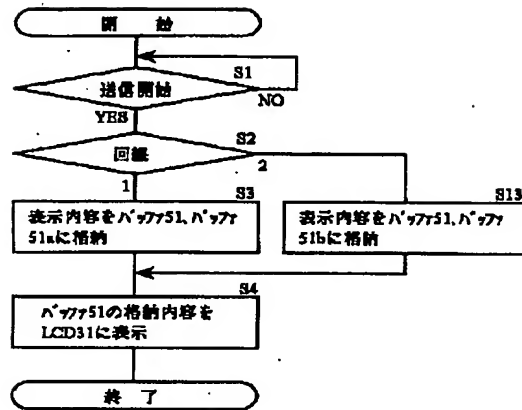 開 始
S1
送信開始
NO
YES
S2
回線
2
1
S3
S13
表示内容をバッファ51、バッファ
51aに格納
表示内容をバッファ51、バッファ
51bに格納
S4
バッファ51の格納内容を
LCD31に表示
終 了